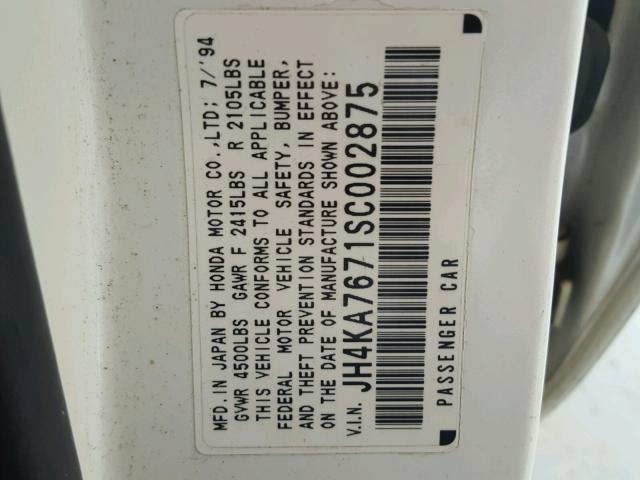 MFD. IN JAPAN BY HONDA MOTOR CO.,LTD; 7/'94
GVWR 4500LBS GAWR F 2415LBS R 2105LBS
THIS VEHICLE CONFORMS TO ALL APPLICABLE
FEDERAL MOTOR VEHICLE SAFETY, BUMPER,
AND THEFT PREVENTION STANDARDS IN EFFECT
ON THE DATE OF MANUFACTURE SHOWN ABOVE:
V.I.N. JH4KA7671SC002875
PASSENGER CAR